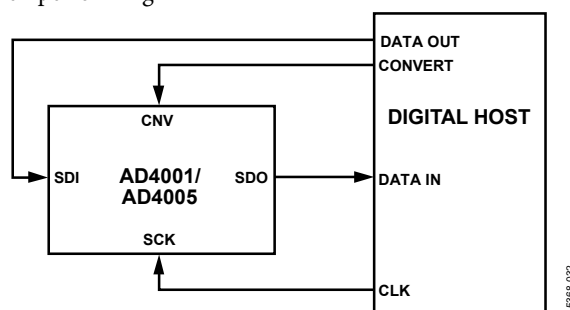 DATA OUT
CONVERT
DIGITAL HOST
CNV
SDI
AD4001/
AD4005
SDO
DATA IN
SCK
CLK